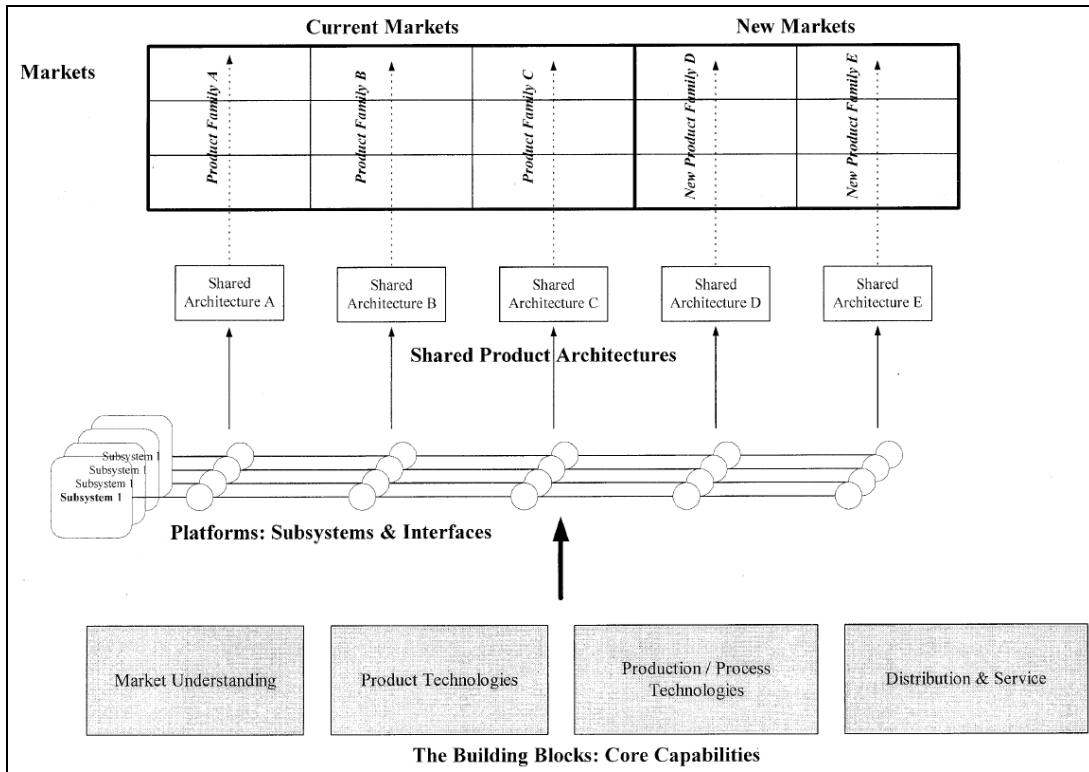 Current Markets
New Markets
Markets
Product Family A
Product Family B
Product Family C
New Product Family D
New Product Family E
Shared
Architecture A
Shared
Architecture B
Shared
Architecture C
Shared
Architecture D
Shared
Architecture E
Shared Product Architectures
Subsystem 1
Subsystem 1
Subsystem 1
Subsystem 1
Platforms: Subsystems & Interfaces
Market Understanding
Product Technologies
Production / Process
Technologies
Distribution & Service
The Building Blocks: Core Capabilities